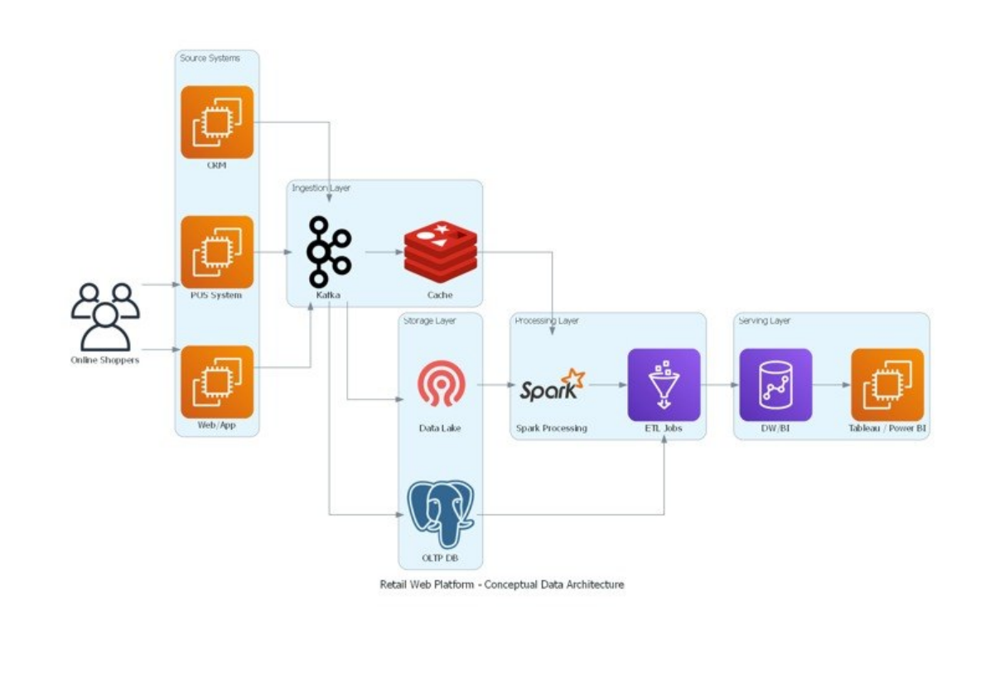 Source Systems
CRM
Ingestion Layer
POS System
Kafka
Cache
Online Shoppers
Storage Layer
Processing Layer
Serving Layer
Spark
Web/App
Data Lake
Spark Processing
ETL Jobs
DW/BI
Tableau / Power BI
OLTP DB
Retail Web Platform - Conceptual Data Architecture